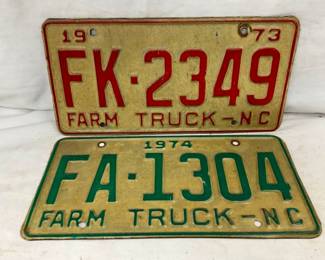 19 73
FK-2349
FARM TRUCK-NC
1974
FA-1304
FARM TRUCK-NC